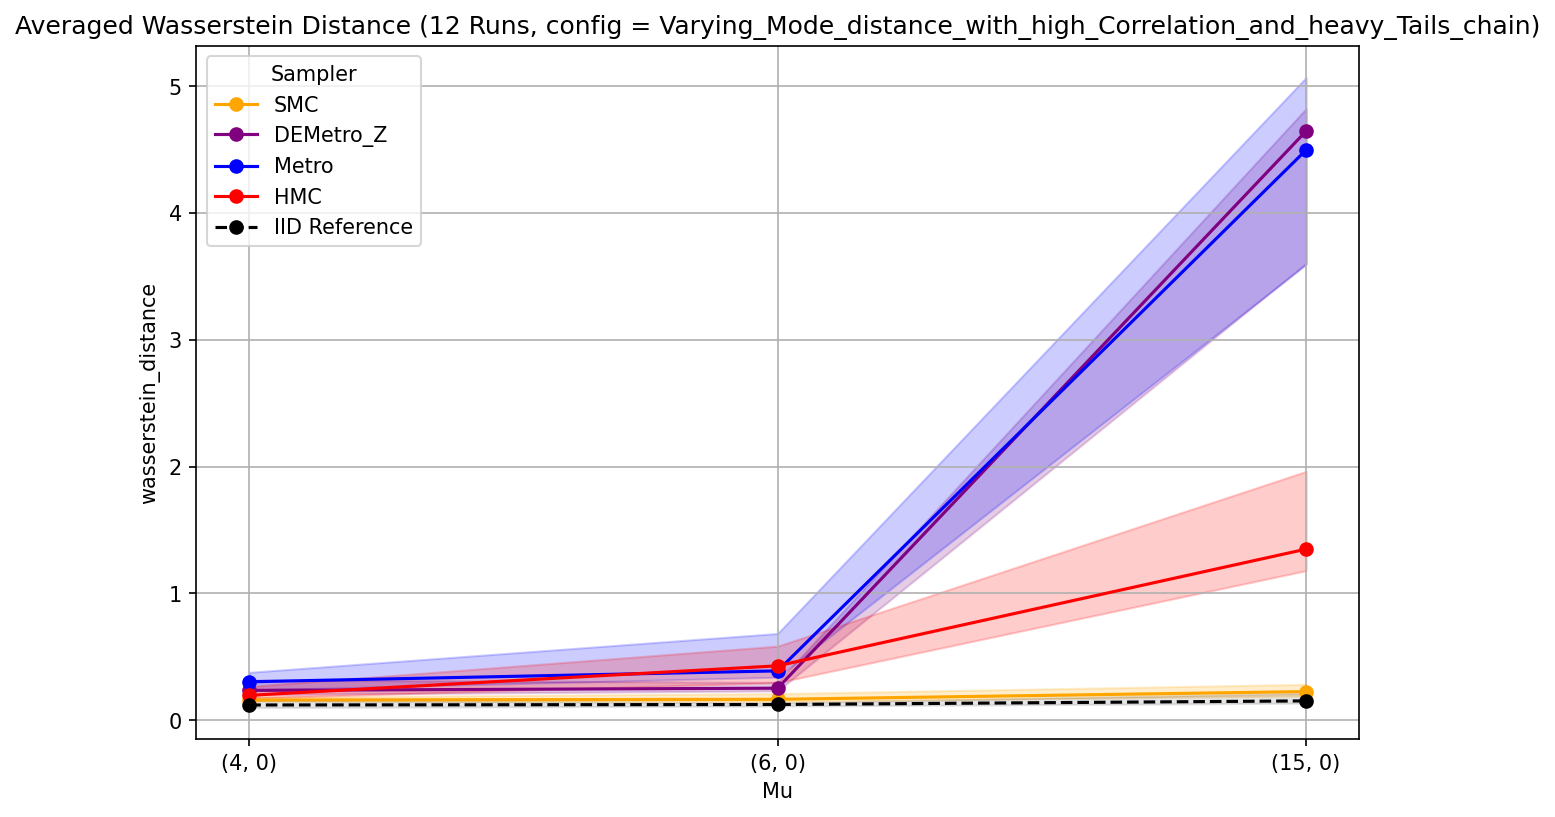 Averaged Wasserstein Distance (12 Runs, config = Varying_Mode_distance_with_high_Correlation_and_heavy_Tails_chain)
Sampler
SMC
DEMetro_Z
Metro
HMC
IID Reference
wasserstein_distance
5
4
3
2
1
0
(4, 0)
(6, 0)
(15, 0)
Mu